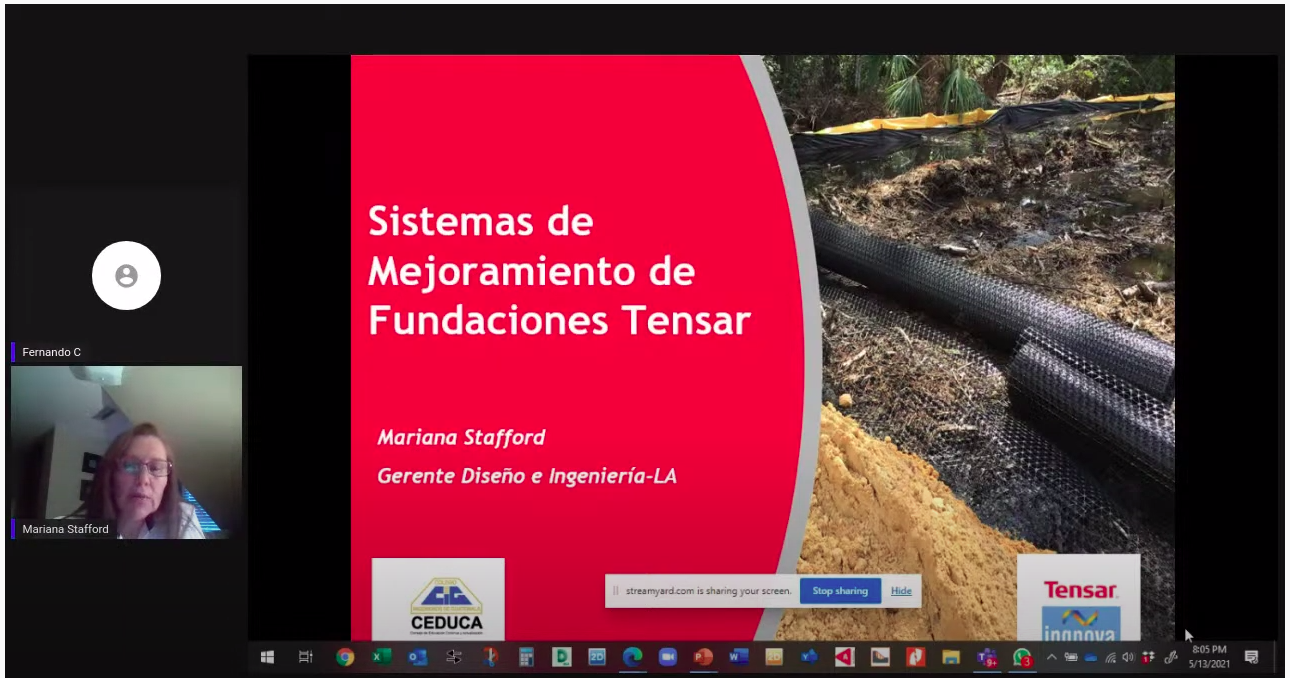 Sistemas de
Mejoramiento de
Fundaciones Tensar
Mariana Stafford
Gerente Diseño e Ingeniería-LA
Fernando C
Mariana Stafford
CEDUCA
streamyard.com is sharing your screen.
Stop sharing
Hide
Tensar
innova
8:05 PM
5/13/2021